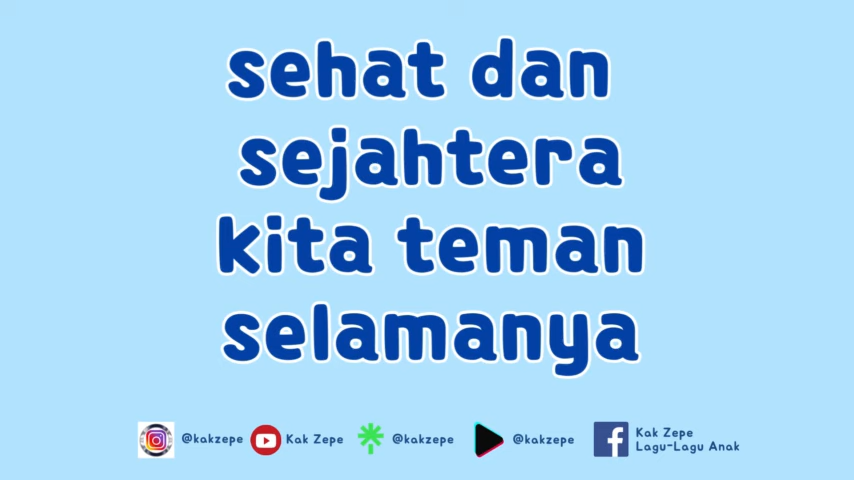 sehat dan
sejahtera
kita teman
selamanya
@kakzepe
Kak Zepe
@kakzepe
@kakzepe
Kak Zepe
Lagu-Lagu Anak